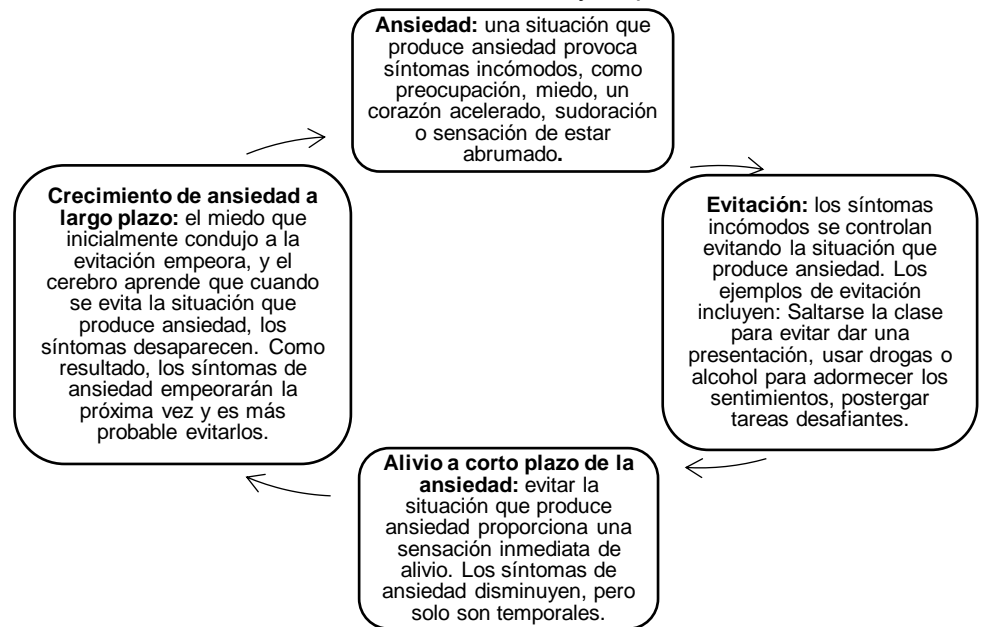 Ansiedad: una situación que
produce ansiedad provoca
síntomas incómodos, como
preocupación, miedo, un
corazón acelerado, sudoración
o sensación de estar
abrumado.
Evitación: los síntomas
incómodos se controlan
evitando la situación que
produce ansiedad. Los
ejemplos de evitación
incluyen: Saltarse la clase
para evitar dar una
presentación, usar drogas o
alcohol para adormecer los
sentimientos, postergar
tareas desafiantes.
Alivio a corto plazo de la
ansiedad: evitar la
situación que produce
ansiedad proporciona una
sensación inmediata de
alivio. Los síntomas de
ansiedad disminuyen, pero
solo son temporales.
Crecimiento de ansiedad a
largo plazo: el miedo que
inicialmente condujo a la
evitación empeora, y el
cerebro aprende que cuando
se evita la situación que
produce ansiedad, los
síntomas desaparecen. Como
resultado, los síntomas de
ansiedad empeorarán la
próxima vez y es más
probable evitarlos.